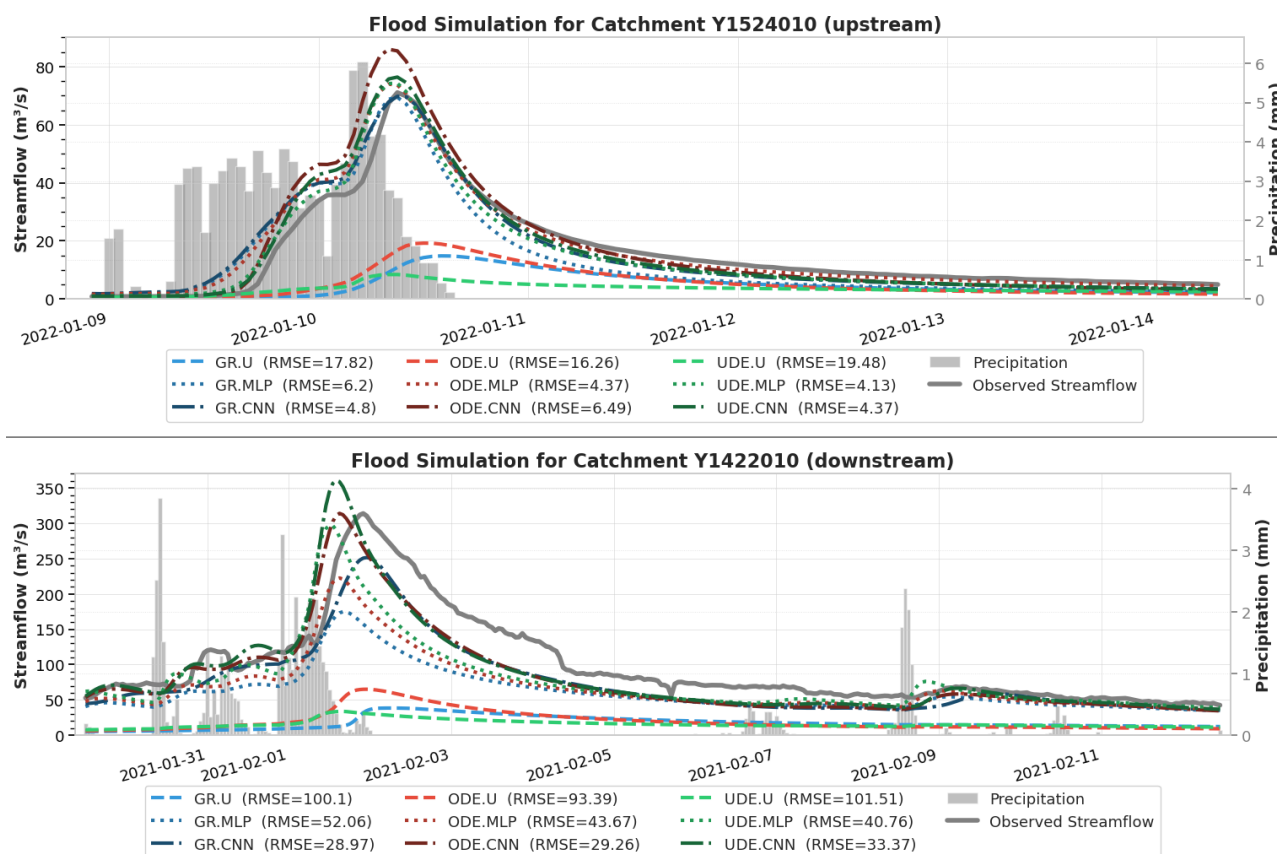 Flood Simulation for Catchment Y1524010 (upstream)
Streamflow (m³/s)
80
60
40
20
0
6
5
4
3
2
1
0
Precipitation (mm)
2022-01-09
2022-01-10
2022-01-11
2022-01-12
2022-01-13
2022-01-14
GR.U (RMSE=17.82)
ODE.U (RMSE=16.26)
UDE.U (RMSE=19.48)
Precipitation
GR.MLP (RMSE=6.2)
ODE.MLP (RMSE=4.37)
UDE.MLP (RMSE=4.13)
Observed Streamflow
GR.CNN (RMSE=4.8)
ODE.CNN (RMSE=6.49)
UDE.CNN (RMSE=4.37)
Flood Simulation for Catchment Y1422010 (downstream)
Streamflow (m³/s)
350
300
250
200
150
100
50
0
4
3
2
1
0
Precipitation (mm)
2021-01-31
2021-02-01
2021-02-03
2021-02-05
2021-02-07
2021-02-09
2021-02-11
GR.U (RMSE=100.1)
ODE.U (RMSE=93.39)
UDE.U (RMSE=101.51)
Precipitation
GR.MLP (RMSE=52.06)
ODE.MLP (RMSE=43.67)
UDE.MLP (RMSE=40.76)
Observed Streamflow
GR.CNN (RMSE=28.97)
ODE.CNN (RMSE=29.26)
UDE.CNN (RMSE=33.37)